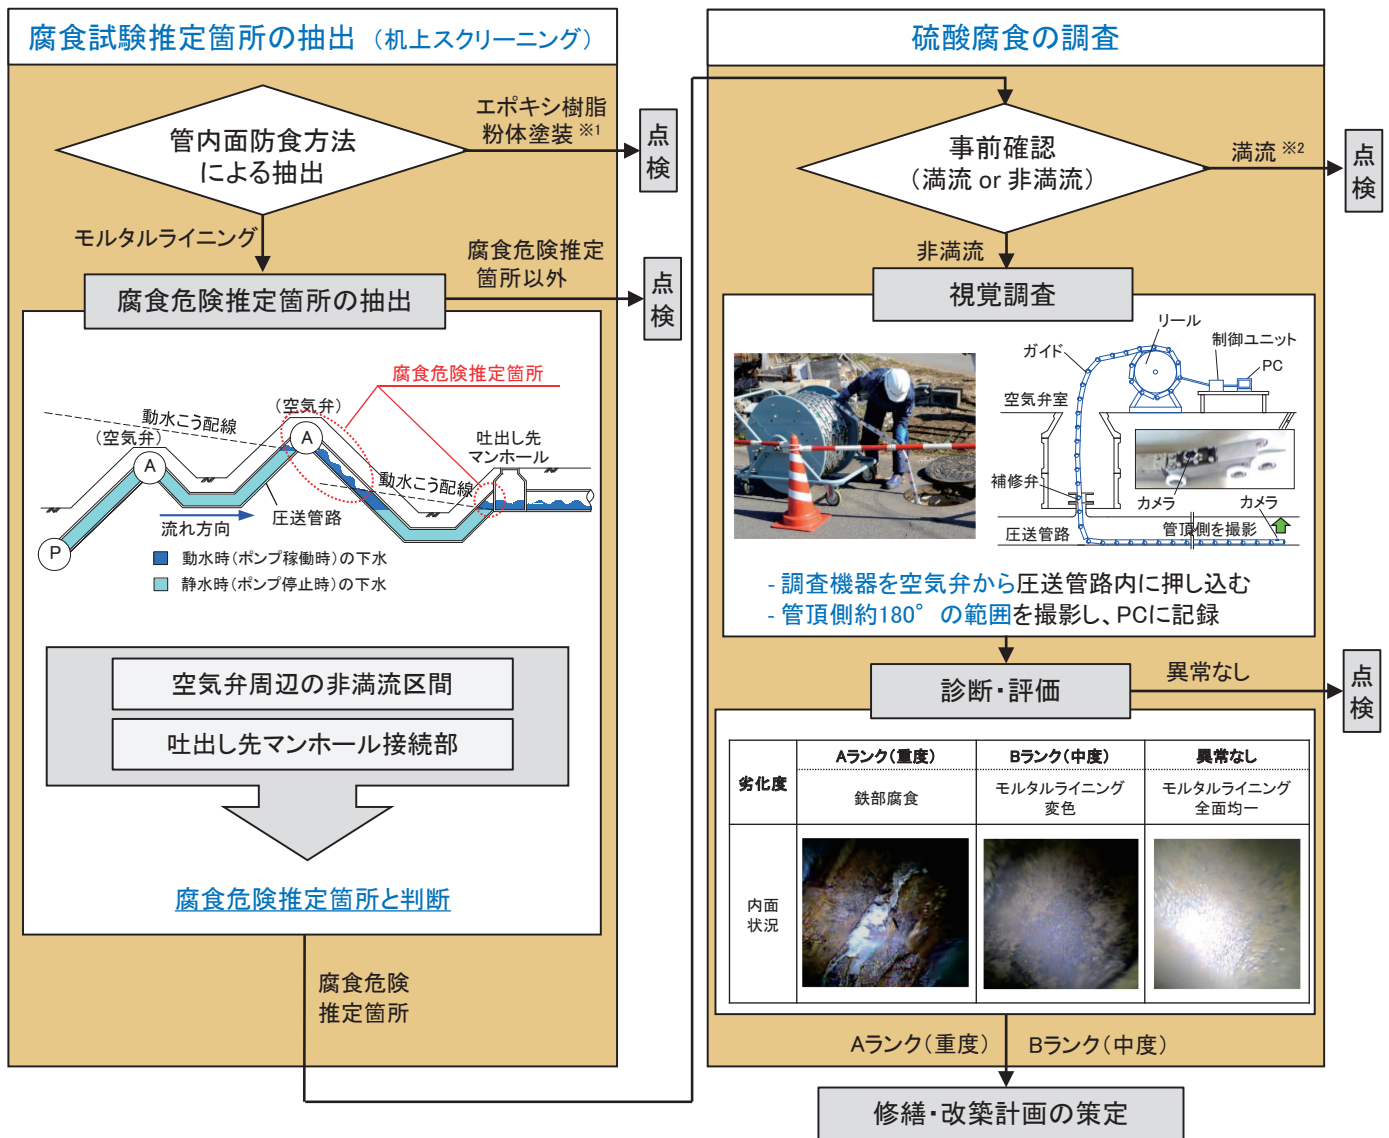 腐食試験推定箇所の抽出（机上スクリーニング）
管内面防食方法
による抽出
エポキシ樹脂
粉体塗装※1
点
検
モルタルライニング
腐食危険推定
箇所以外
点
検
腐食危険推定箇所の抽出
腐食危険推定箇所
（空気弁）
動水こう配線
（空気弁）
A
A
吐出し先
マンホール
動水こう配線
圧送管路
流れ方向
P
動水時（ポンプ稼働時）の下水
静水時（ポンプ停止時）の下水
空気弁周辺の非満流区間
吐出し先マンホール接続部
腐食危険推定箇所と判断
腐食危険
推定箇所
硫酸腐食の調査
事前確認
（満流 or 非満流）
満流※2
点
検
非満流
視覚調査
リール
ガイド
制御ユニット
PC
空気弁室
補修弁
カメラ
カメラ
圧送管路
管頂側を撮影
- 調査機器を空気弁から圧送管路内に押し込む
- 管頂側約180°の範囲を撮影し、PCに記録
診断・評価
異常なし
点
検
劣化度
Aランク（重度）
Bランク（中度）
異常なし
鉄部腐食
モルタルライニング
変色
モルタルライニング
全面均一
内面
状況
Aランク（重度）
Bランク（中度）
修繕・改築計画の策定